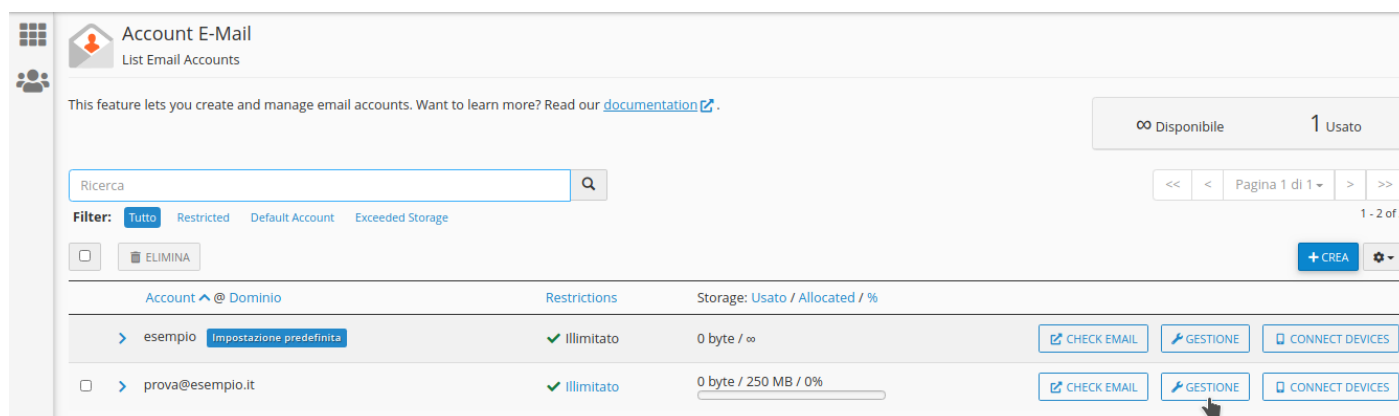 Account E-Mail
List Email Accounts
This feature lets you create and manage email accounts. Want to learn more? Read our documentation .
∞ Disponibile 1 Usato
Ricerca
<< < Pagina 1 di 1 > >>
Filter: Tutto Restricted Default Account Exceeded Storage
1 - 2 of
ELIMINA
+ CREA
Account @ Dominio Restrictions Storage: Usato / Allocated / %
esempio Impostazione predefinita Illimitato 0 byte / ∞ CHECK EMAIL GESTIONE CONNECT DEVICES
prova@esempio.it Illimitato 0 byte / 250 MB / 0% CHECK EMAIL GESTIONE CONNECT DEVICES